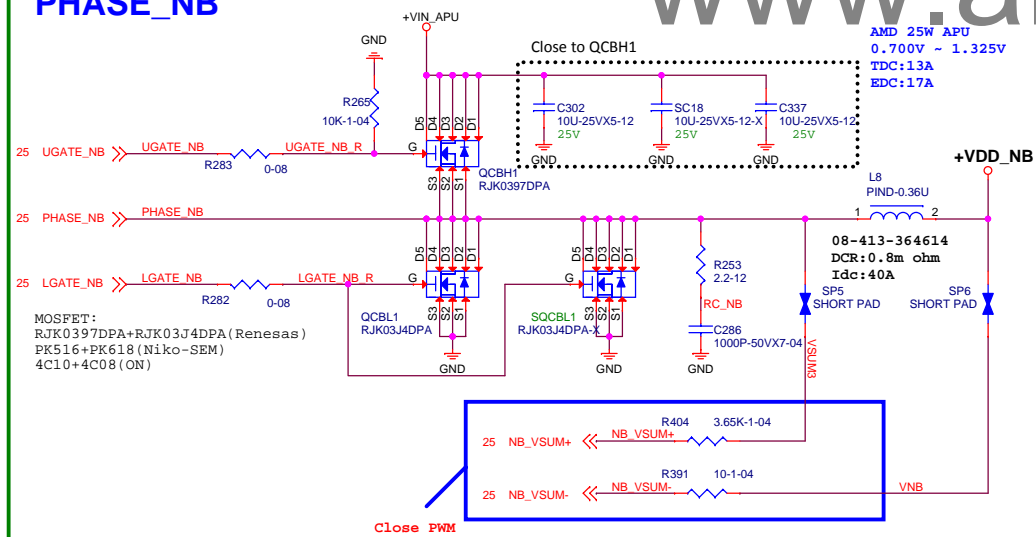 PHASE_NB
www.a
+VIN_APU
GND
Close to QCBH1
AMD 25W APU
0.700V ~ 1.325V
TDC:13A
EDC:17A
R265
10K-1-04
D5 D4 D3 D2 D1
C302
10U-25VX5-12
25V
GND
SC18
10U-25VX5-12-X
25V
GND
C337
10U-25VX5-12
25V
GND
25 UGATE_NB
UGATE_NB
R283
0-08
UGATE_NB_R
G
S3 S2 S1
QCBH1
RJK0397DPA
+VDD_NB
L8
PIND-0.36U
25 PHASE_NB
PHASE_NB
1
2
08-413-364614
DCR:0.8m ohm
Idc:40A
D5 D4 D3 D2 D1
D5 D4 D3 D2 D1
25 LGATE_NB
LGATE_NB
R282
0-08
LGATE_NB_R
G
S3 S2 S1
QCBL1
RJK03J4DPA
GND
G
S3 S2 S1
SQCBL1
RJK03J4DPA-X
GND
R253
2.2-12
RC_NB
C286
1000P-50VX7-04
GND
SP5
SHORT PAD
SP6
SHORT PAD
VSUM3
MOSFET:
RJK0397DPA+RJK03J4DPA(Renesas)
PK516+PK618(Niko-SEM)
4C10+4C08(ON)
25 NB_VSUM+
NB_VSUM+
R404
3.65K-1-04
25 NB_VSUM-
NB_VSUM-
R391
10-1-04
VNB
Close PWM